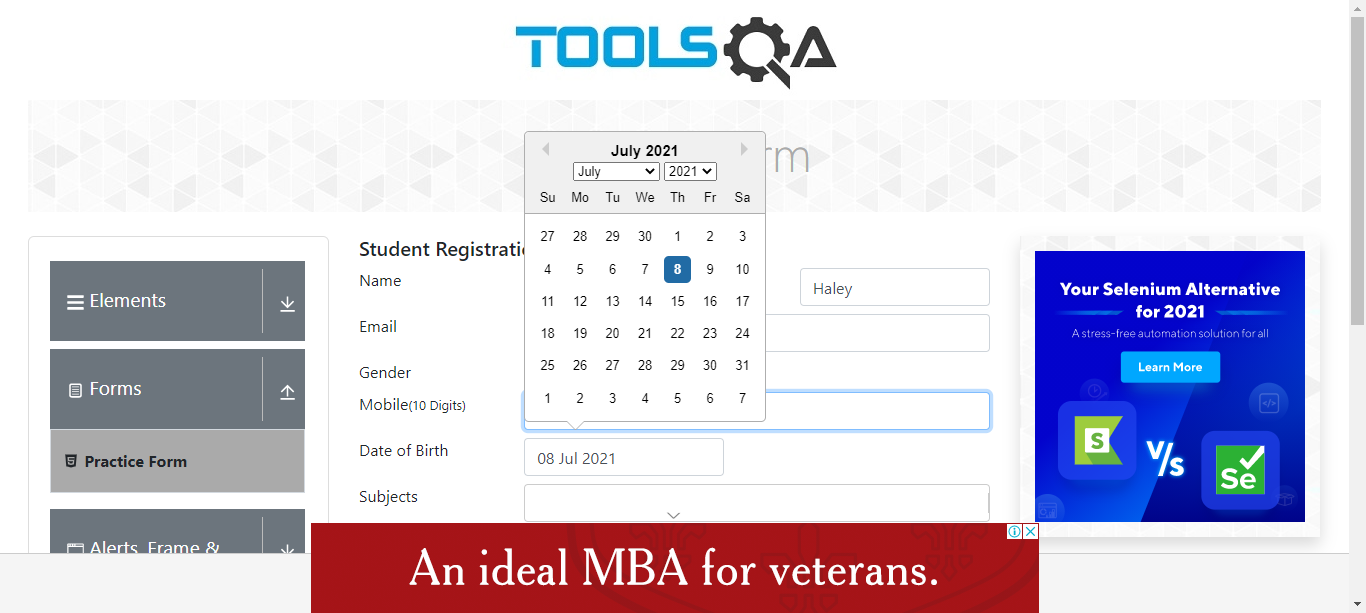 TOOLSQA
rm
July 2021
July 2021
Su Mo Tu We Th Fr Sa
27 28 29 30 1 2 3
4 5 6 7 8 9 10
11 12 13 14 15 16 17
18 19 20 21 22 23 24
25 26 27 28 29 30 31
1 2 3 4 5 6 7
Elements
Forms
Practice Form
Alerts, Frame &
Student Registrati
Name
Haley
Email
Gender
Mobile(10 Digits)
Date of Birth
08 Jul 2021
Subjects
Your Selenium Alternative
for 2021
A stress-free automation solution for all
Learn More
S
V/s
Se
An ideal MBA for veterans.